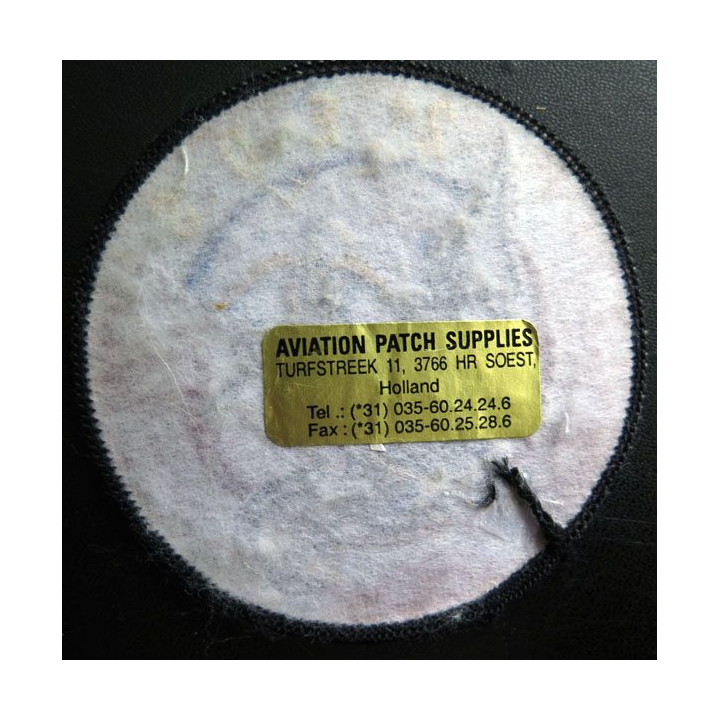 AVIATION PATCH SUPPLIES
TURFSTREEK 11, 3766 HR SOEST,
Holland
Tel .: (*31) 035-60.24.24.6
Fax : (*31) 035-60.25.28.6